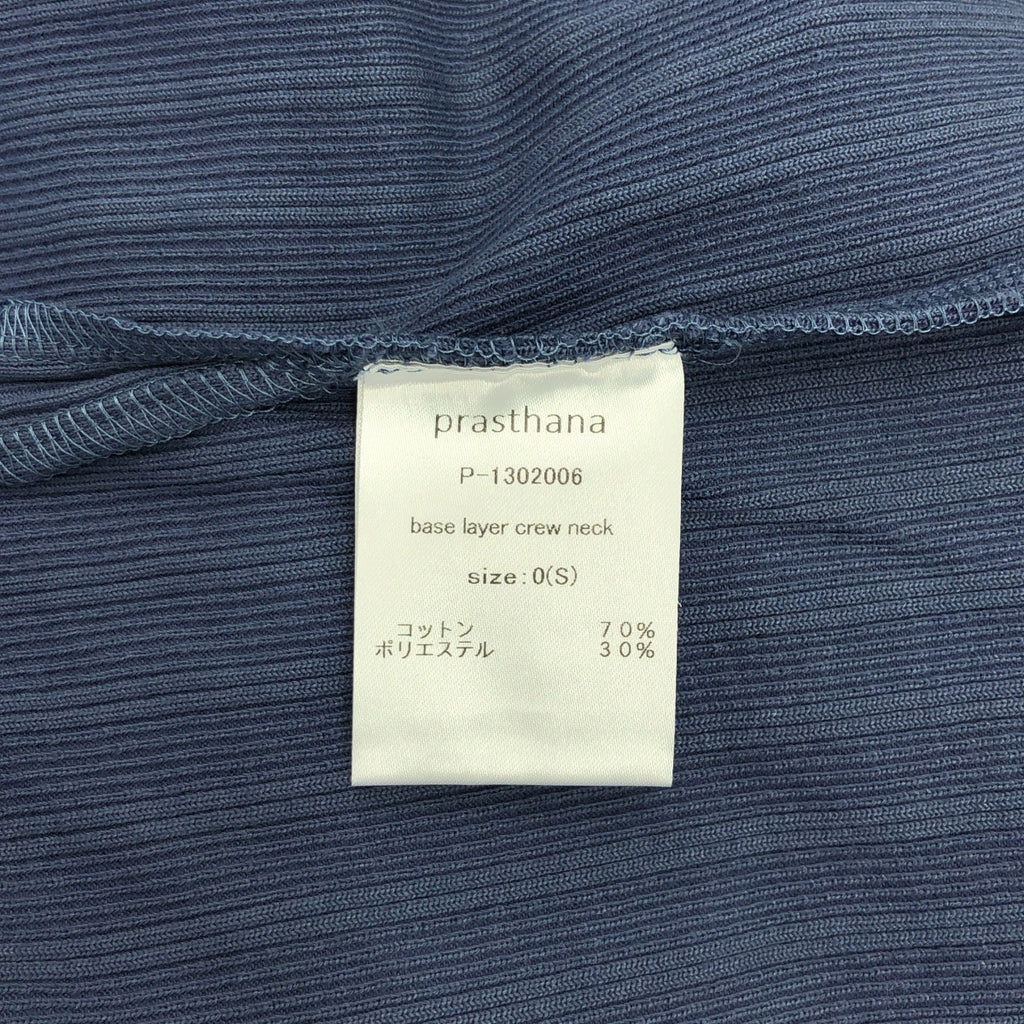 prasthana
P-1302006
base layer crew neck
size:0(S)
コットン 70%
ポリエステル 30%